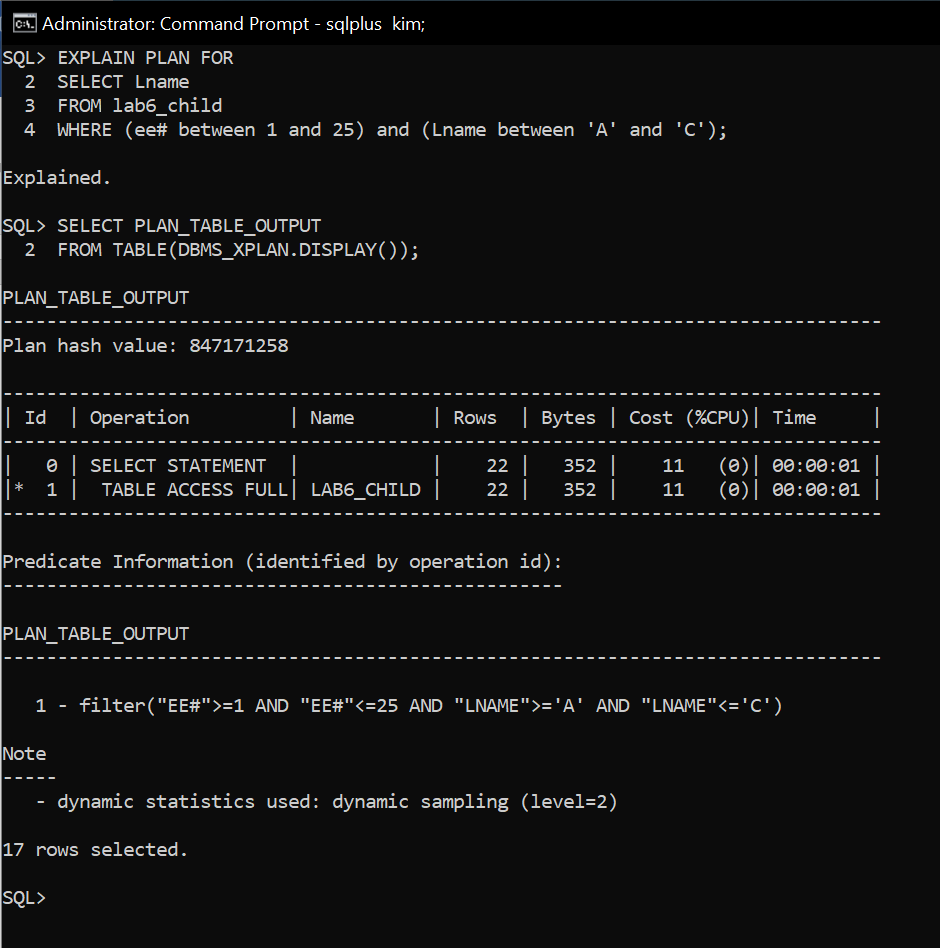 Administrator: Command Prompt - sqlplus  kim;
SQL> EXPLAIN PLAN FOR
  2  SELECT Lname
  3  FROM lab6_child
  4  WHERE (ee# between 1 and 25) and (Lname between 'A' and 'C');
Explained.
SQL> SELECT PLAN_TABLE_OUTPUT
  2  FROM TABLE(DBMS_XPLAN.DISPLAY());
PLAN_TABLE_OUTPUT
--------------------------------------------------------------------------------
Plan hash value: 847171258
--------------------------------------------------------------------------------
| Id  | Operation         | Name       | Rows  | Bytes | Cost (%CPU)| Time     |
--------------------------------------------------------------------------------
|   0 | SELECT STATEMENT  |            |    22 |   352 |    11   (0)| 00:00:01 |
|*  1 |  TABLE ACCESS FULL| LAB6_CHILD |    22 |   352 |    11   (0)| 00:00:01 |
--------------------------------------------------------------------------------
Predicate Information (identified by operation id):
---------------------------------------------------
PLAN_TABLE_OUTPUT
--------------------------------------------------------------------------------
   1 - filter("EE#">=1 AND "EE#"<=25 AND "LNAME">='A' AND "LNAME"<='C')
Note
-----
   - dynamic statistics used: dynamic sampling (level=2)
17 rows selected.
SQL>